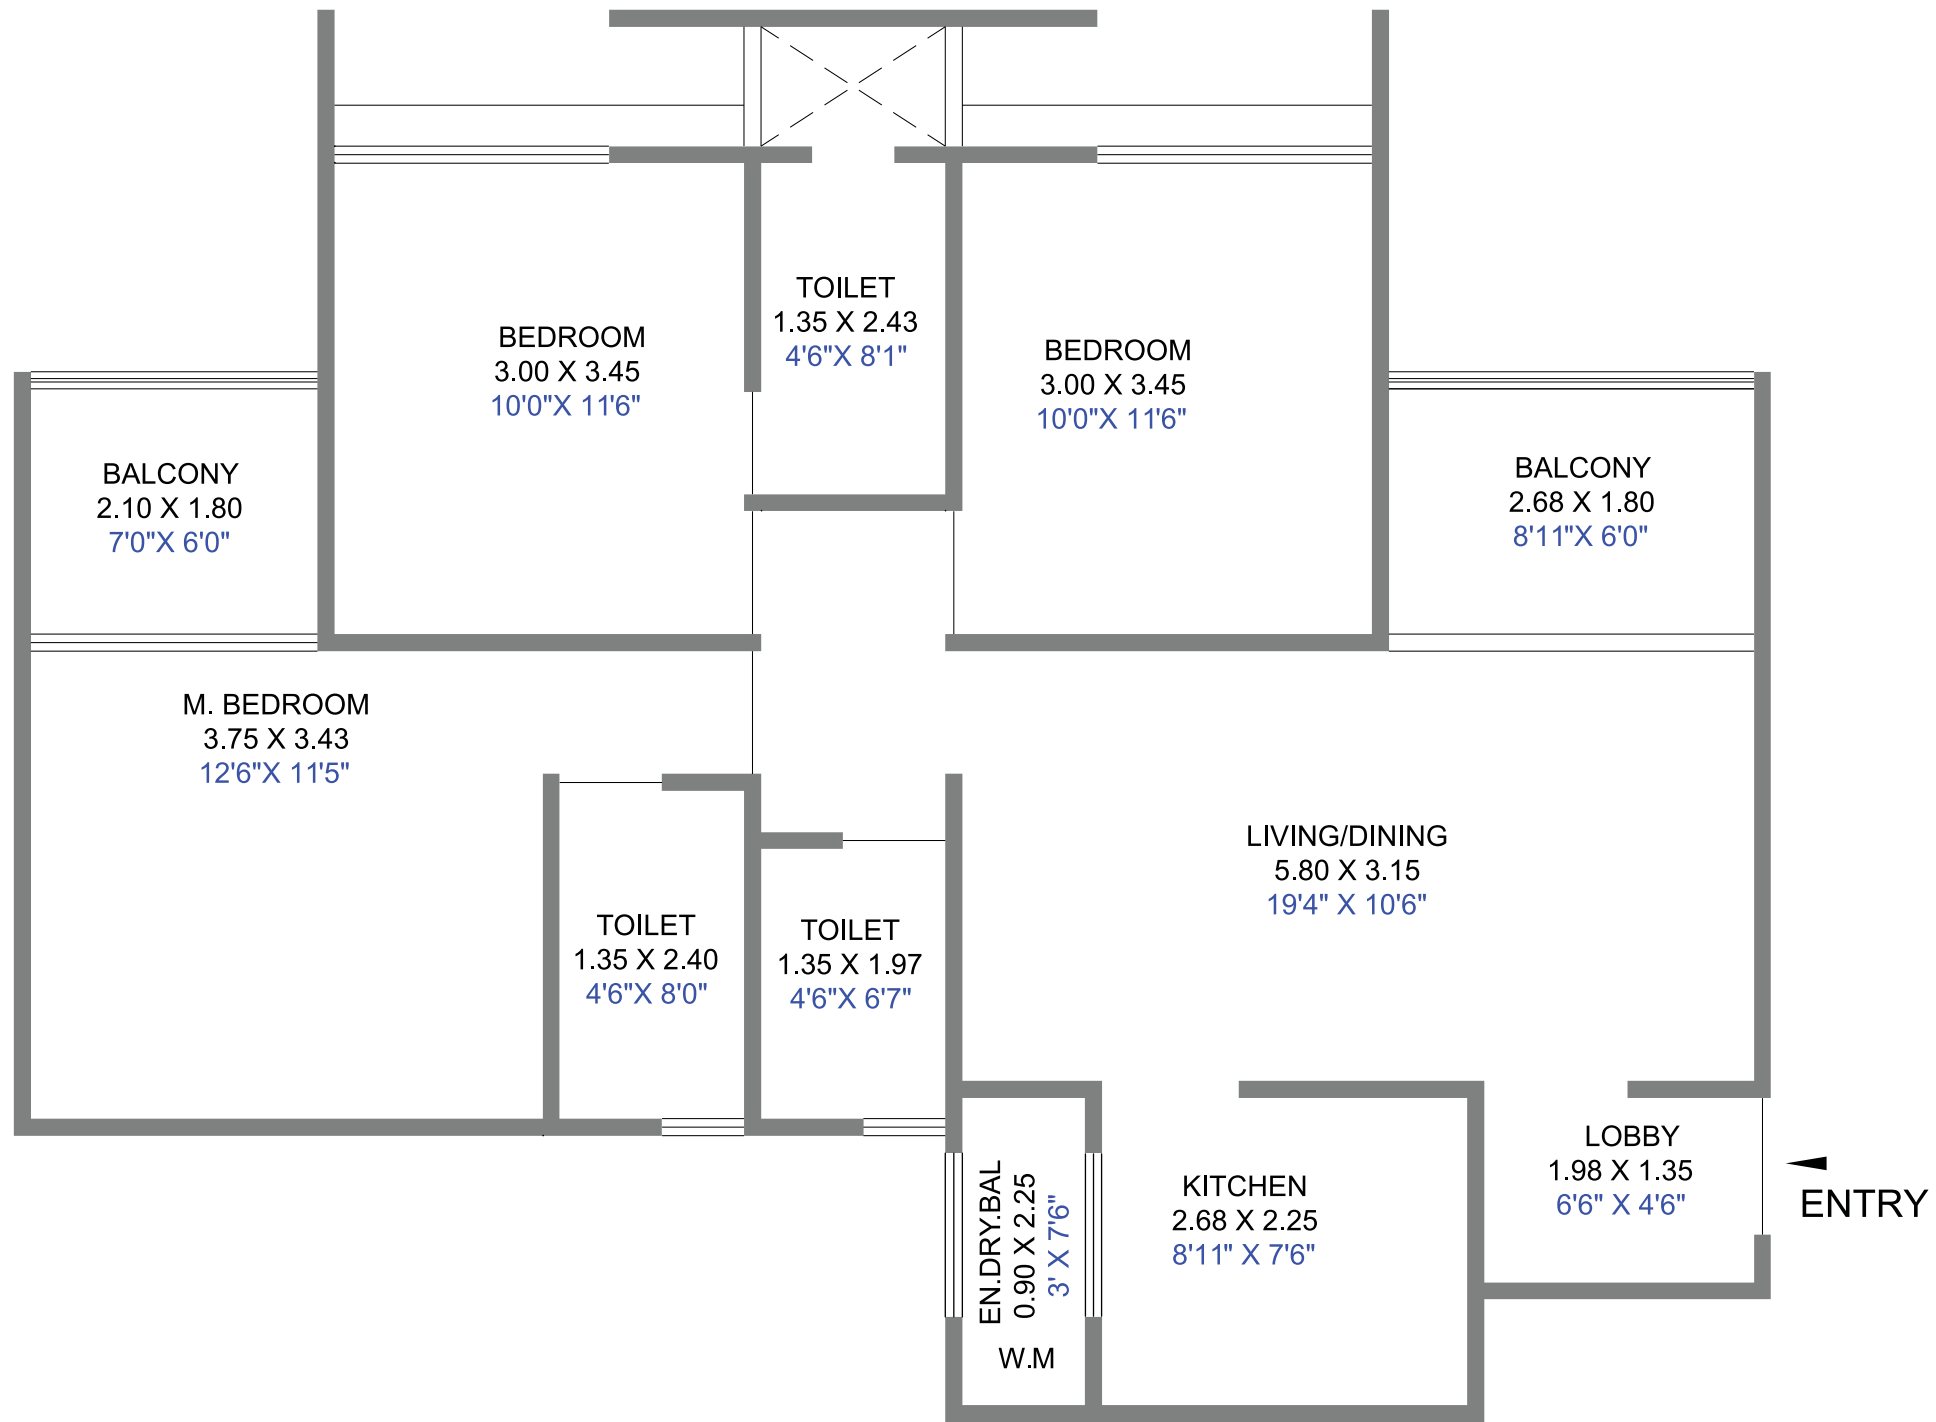 TOILET
1.35 X 2.43
4'6"X 8'1"
BEDROOM
3.00 X 3.45
10'0"X 11'6"
BEDROOM
3.00 X 3.45
10'0"X 11'6"
BALCONY
2.10 X 1.80
7'0"X 6'0"
BALCONY
2.68 X 1.80
8'11"X 6'0"
M. BEDROOM
3.75 X 3.43
12'6"X 11'5"
LIVING/DINING
5.80 X 3.15
19'4" X 10'6"
TOILET
1.35 X 2.40
4'6"X 8'0"
TOILET
1.35 X 1.97
4'6"X 6'7"
LOBBY
1.98 X 1.35
6'6" X 4'6"
ENTRY
KITCHEN
2.68 X 2.25
8'11" X 7'6"
EN.DRY.BAL
0.90 X 2.25
3' X 7'6"
W.M